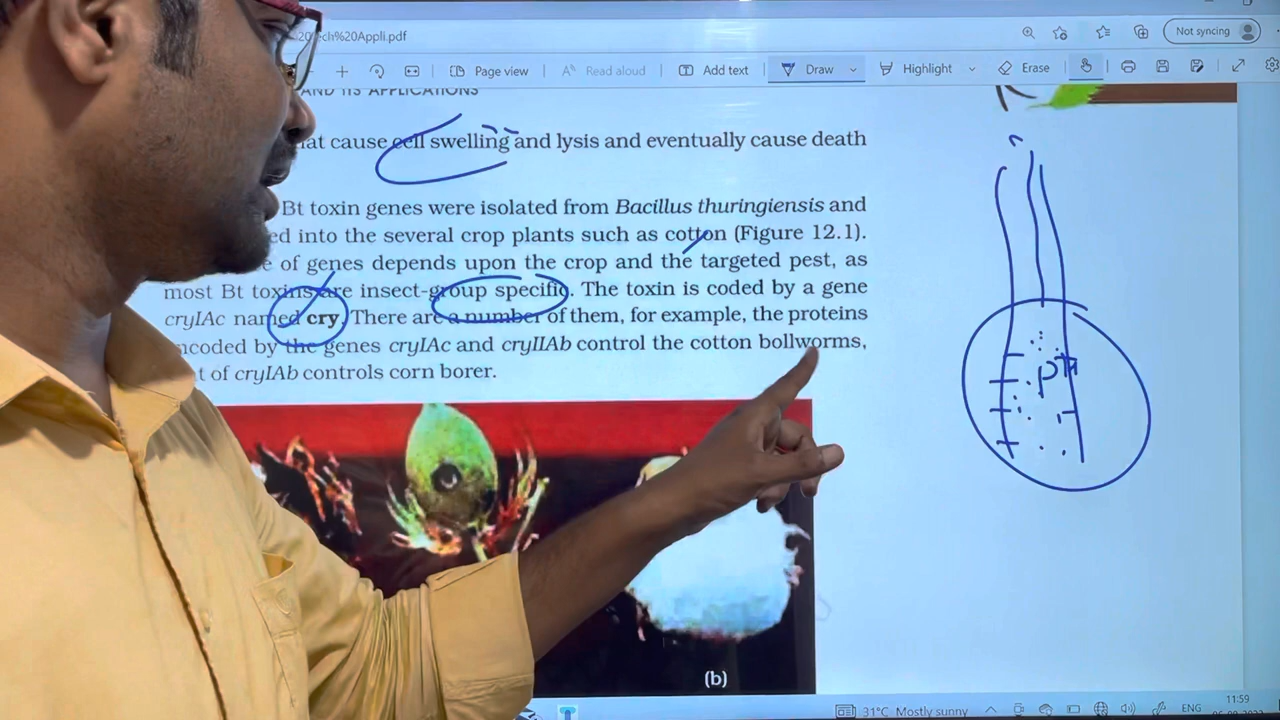 20Tech%20Appli.pdf
Not syncing
Page view
Read aloud
Add text
Draw
Highlight
Erase
AND ITS APPLICATIONS
at cause cell swelling and lysis and eventually cause death
Bt toxin genes were isolated from Bacillus thuringiensis and
ed into the several crop plants such as cotton (Figure 12.1).
e of genes depends upon the crop and the targeted pest, as
most Bt toxins are insect-group specific. The toxin is coded by a gene
cryIAc named cry. There are a number of them, for example, the proteins
ncoded by the genes cryIAc and cryIIAb control the cotton bollworms,
t of cryIAb controls corn borer.
pH
(b)
31°C Mostly sunny
ENG
11:59